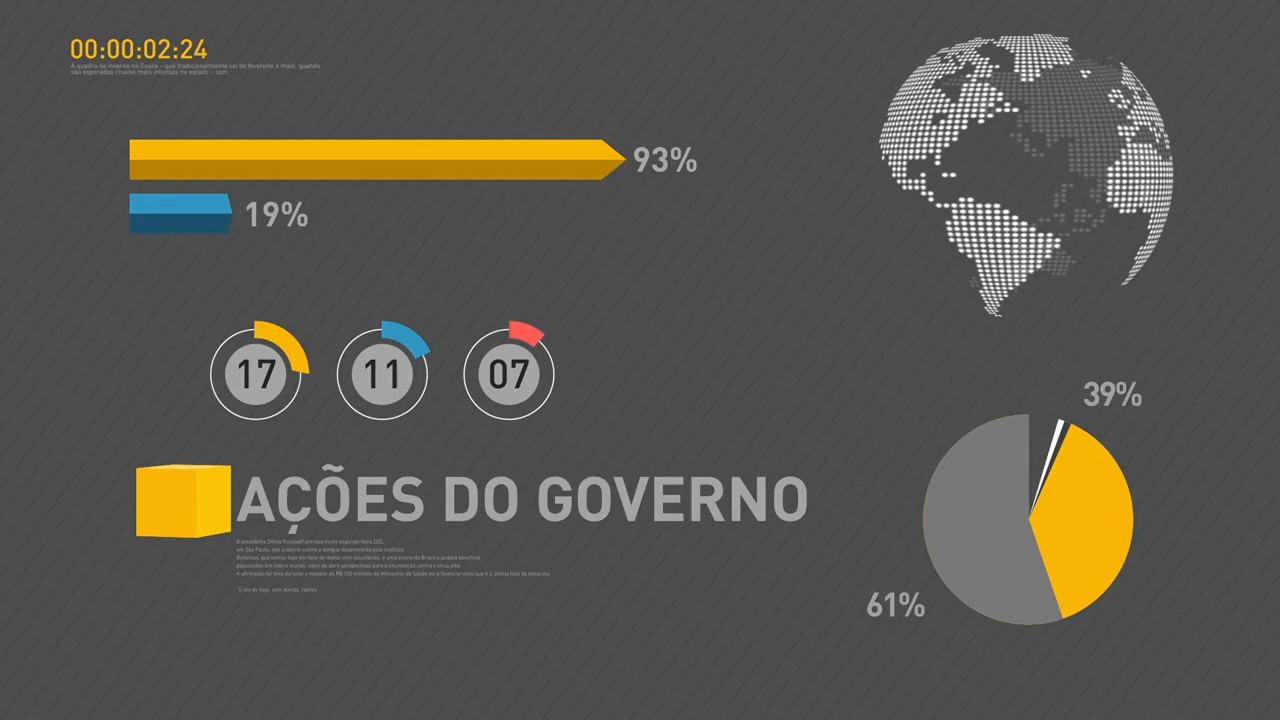 00:00:02:24
A quadra de inverno no Ceará – que tradicionalmente vai de fevereiro a maio, quando
são esperadas chuvas mais intensas no estado – com
93%
19%
17 11 07
39%
AÇÕES DO GOVERNO
A presidenta Dilma Rousseff afirmou nesta segunda-feira (22),
em São Paulo, que a vacina contra a dengue desenvolvida pelo Instituto
Butantan, que entrou hoje em fase de testes com voluntários, é uma vitória do Brasil e poderá beneficiar
populações em todo o mundo, além de abrir perspectivas para a imunização contra o vírus zika.
A afirmação foi feita durante o repasse de R$ 100 milhões do Ministério da Saúde para financiar essa que é a última fase da pesquisa.
"O dia de hoje, sem dúvida, repres
61%